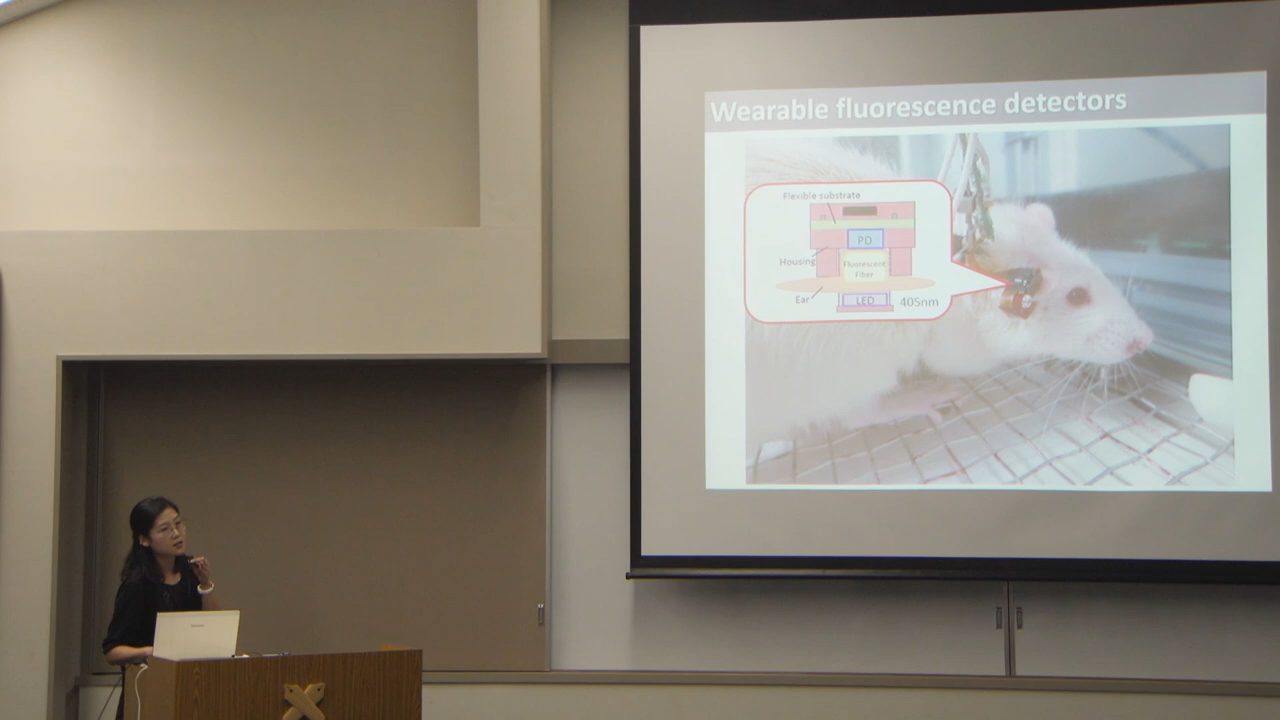 Wearable fluorescence detectors
Flexible substrate
PD
Housing
Fluorescent
Fiber
Ear
LED
405nm